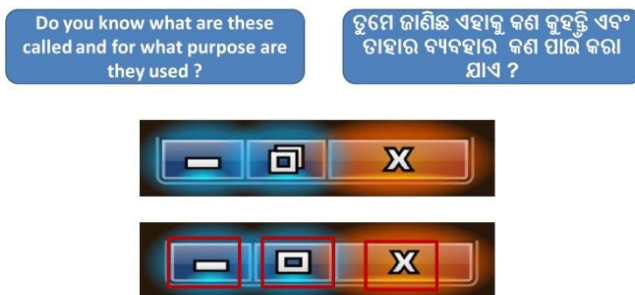 Do you know what are these
called and for what purpose are
they used ?
ତୁମେ ଜାଣିଛ ଏହାକୁ କଣ କୁହନ୍ତି ଏବଂ
ତାହାର ବ୍ୟବହାର କଣ ପାଇଁ କରା
ଯାଏ ?